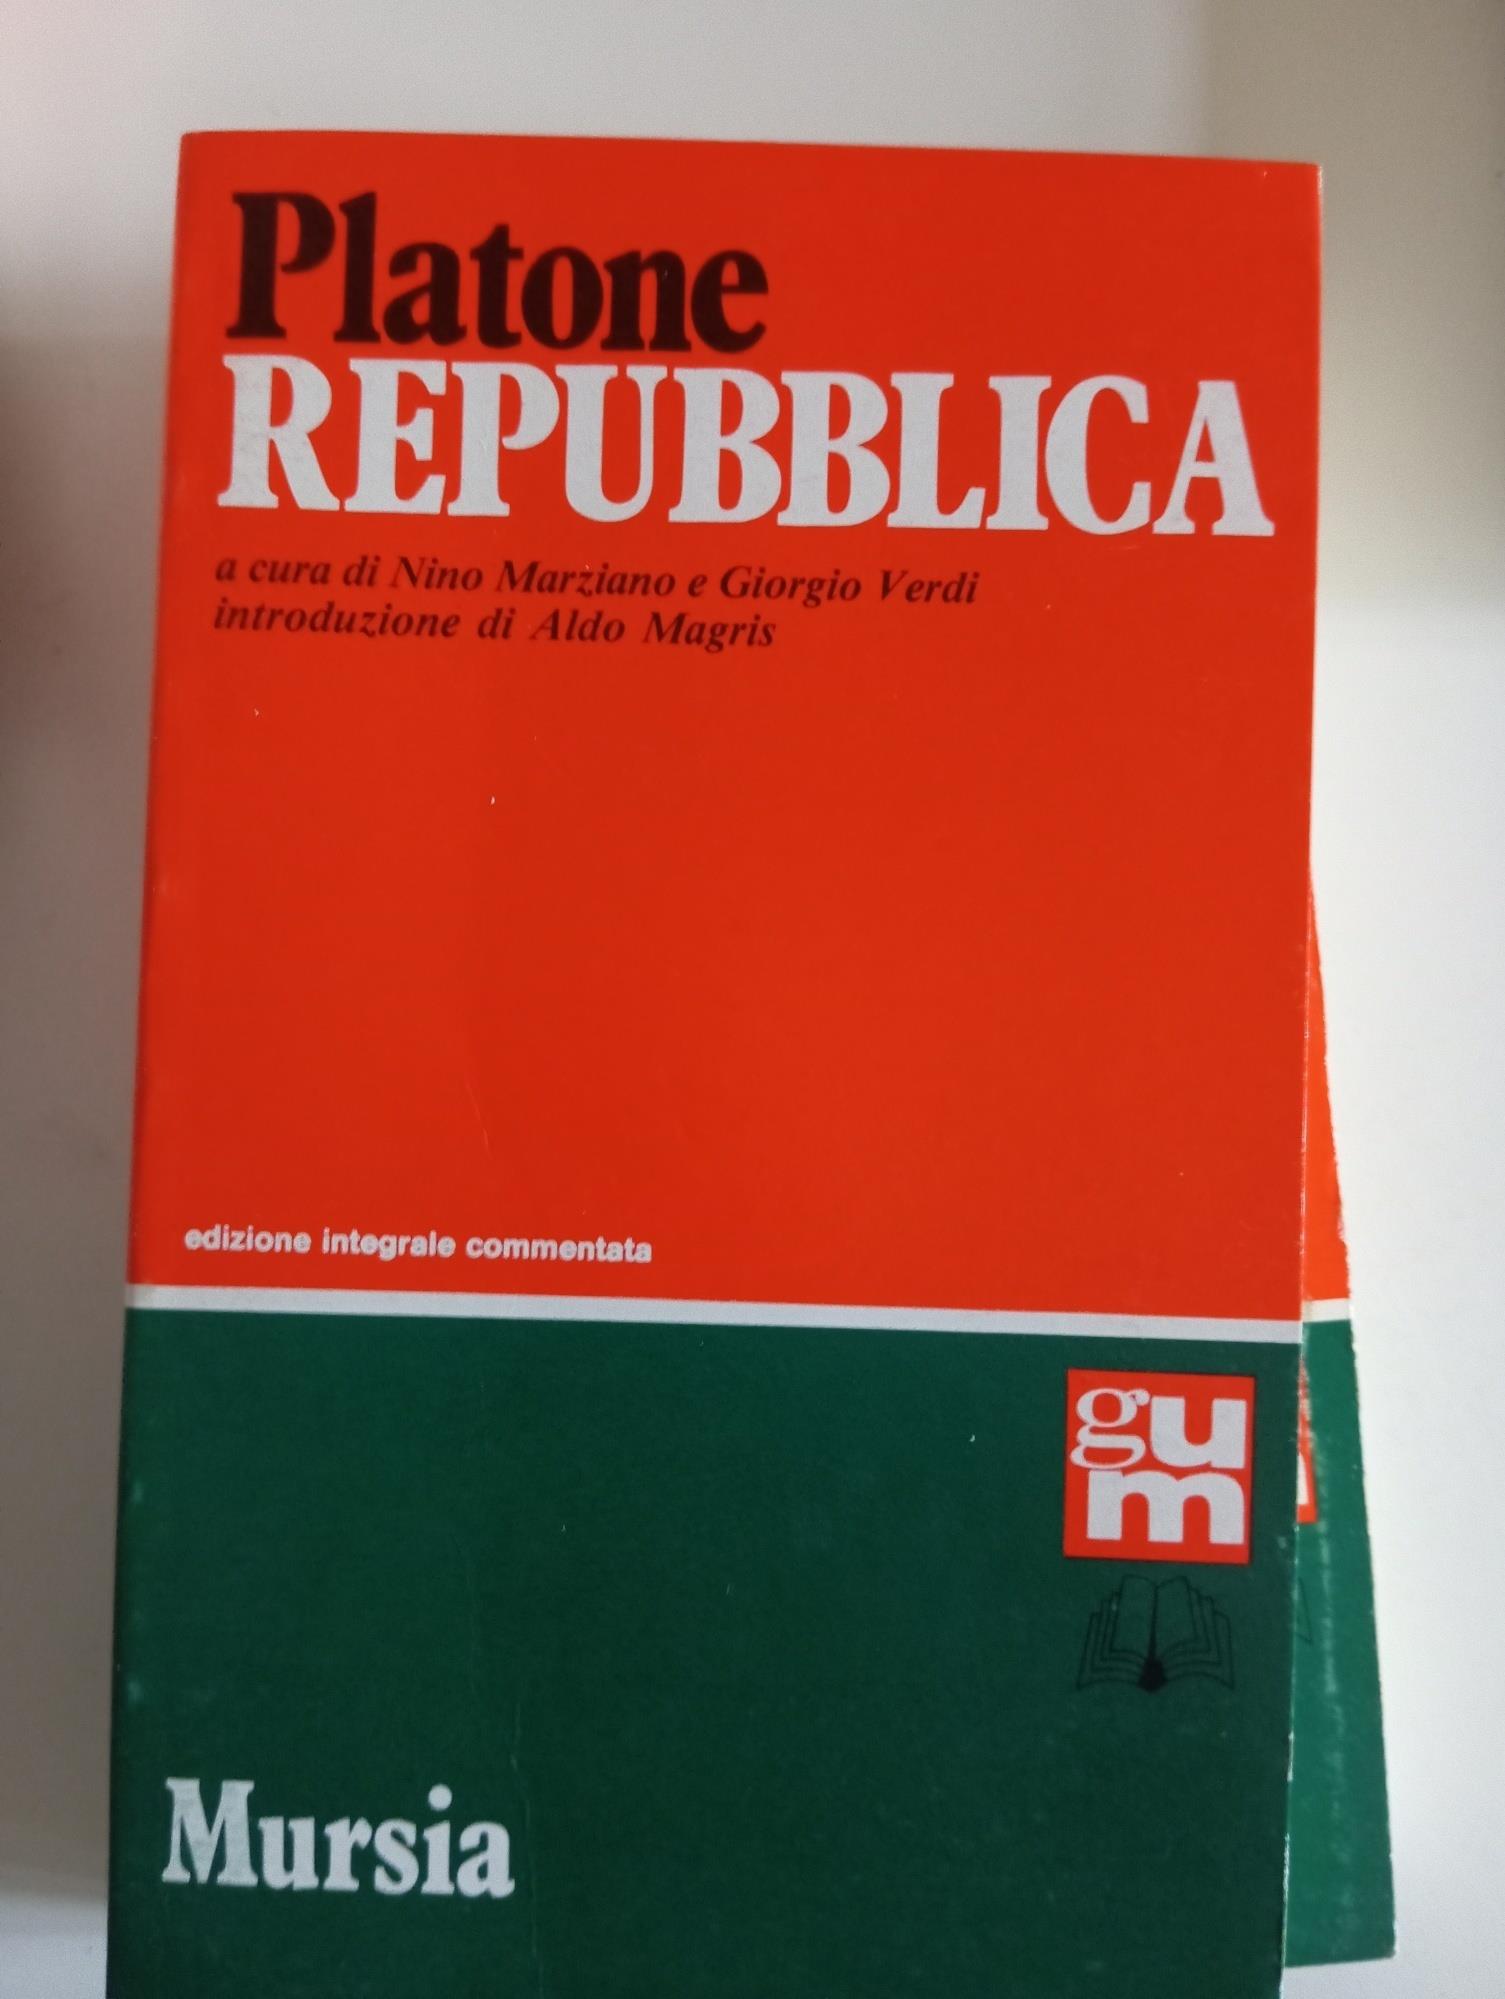 Platone
REPUBBLICA
a cura di Nino Marziano e Giorgio Verdi
introduzione di Aldo Magris
edizione integrale commentata
gu
m
Mursia